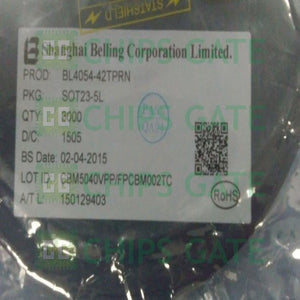 STATSHIELD
Shanghai Belling Corporation Limited.
PROD: BL4054-42TPRN
PKG: SOT23-5L
QTY: 3000
D/C: 1505
BS Date: 02-04-2015
LOT ID: CBM5040VPP/FPCBM002TC
A/T L 150129403
RoHS
CHIPS GATE